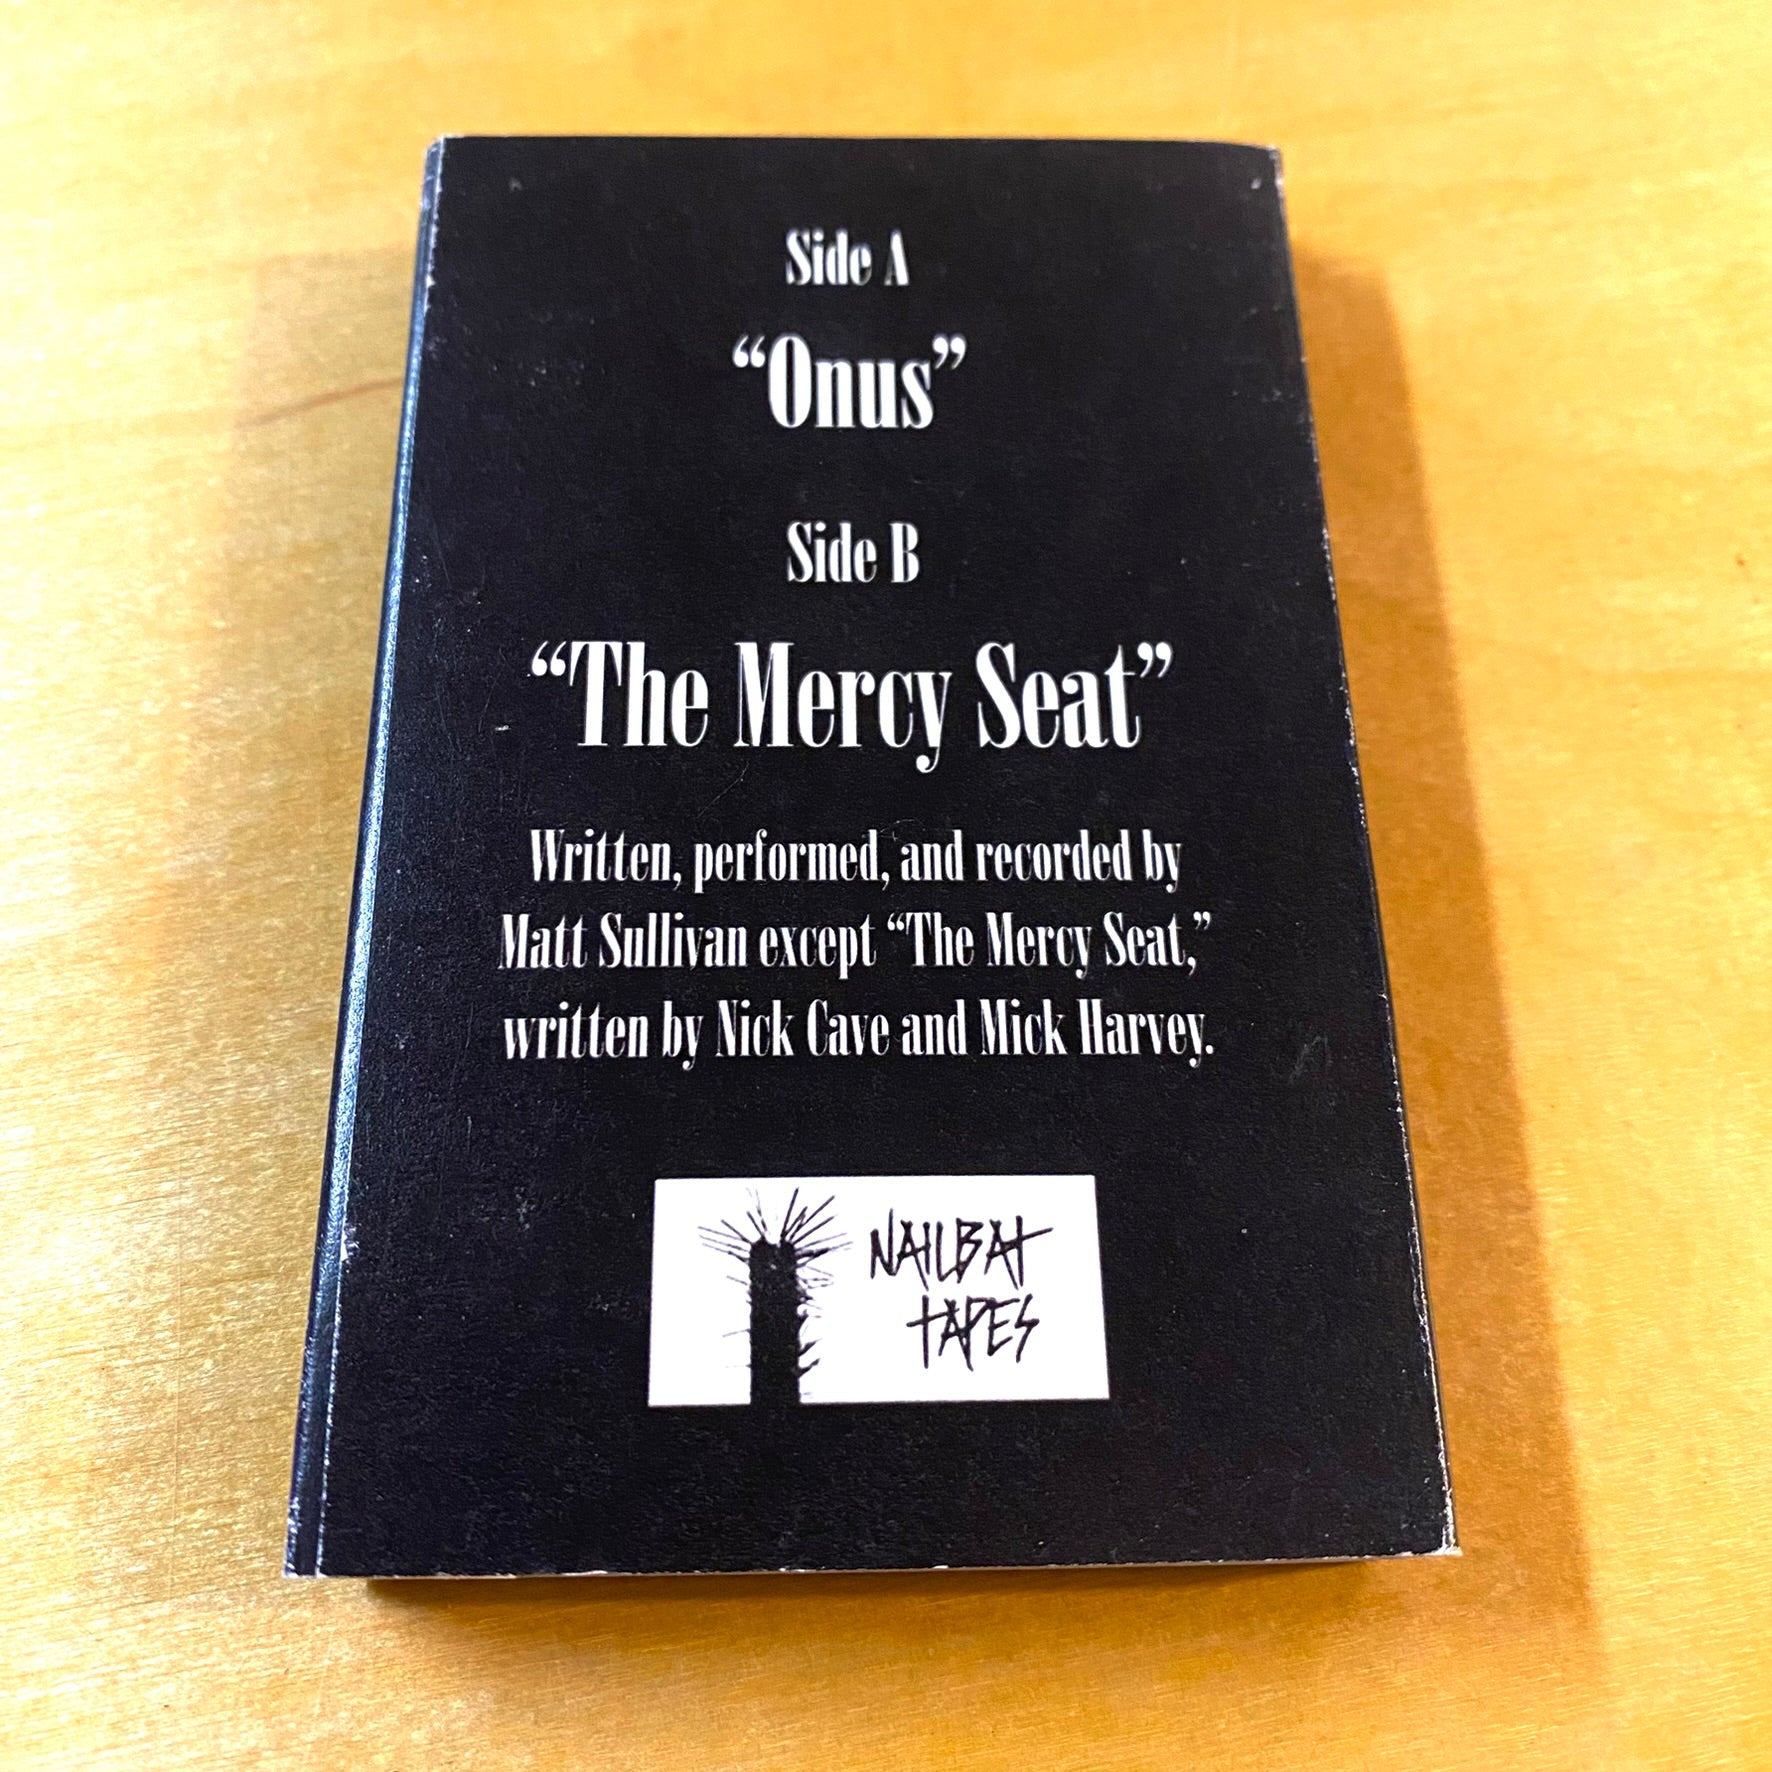 Side A
“Onus”
Side B
“The Mercy Seat”
Written, performed, and recorded by
Matt Sullivan except “The Mercy Seat,”
written by Nick Cave and Mick Harvey.
NAILBAT
TAPES